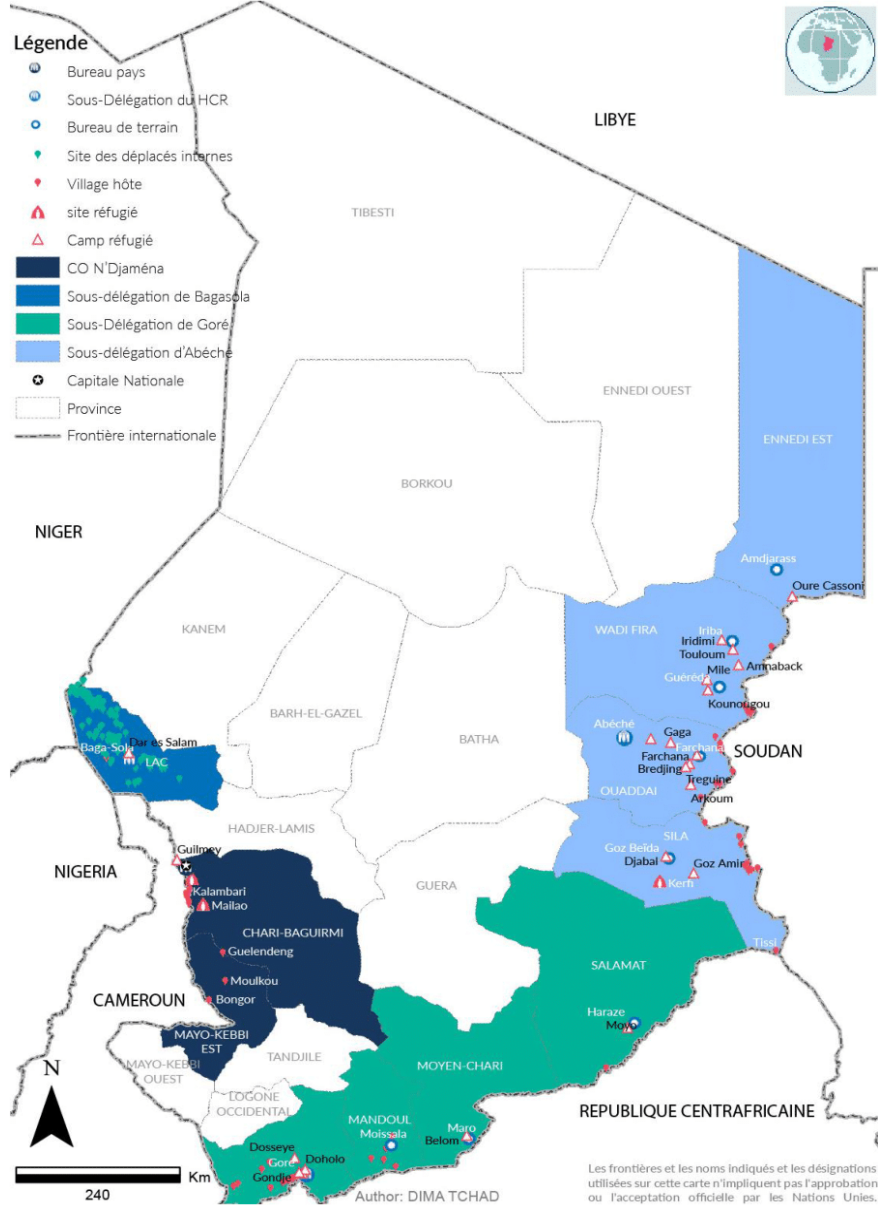 Légende
Bureau pays
Sous-Délégation du HCR
Bureau de terrain
Site des déplacés internes
Village hôte
site réfugié
Camp réfugié
CO N'Djaména
Sous-délégation de Bagasola
Sous-Délégation de Goré
Sous-délégation d'Abéché
Capitale Nationale
Province
Frontière internationale
LIBYE
TIBESTI
ENNEDI OUEST
ENNEDI EST
BORKOU
NIGER
Amdjarass
Oure Cassoni
KANEM
WADI FIRA
Iriba
Iridimi
Touloum
Amnaback
Mile
Guéréda
Kounougou
BARH-EL-GAZEL
BATHA
Abéché
Gaga
Farchana
Farchana
Bredjing
Treguine
OUADDAI
Arkoum
SOUDAN
Dar es Salam
Baga-Sola
LAC
HADJER-LAMIS
NIGERIA
Guilmey
Kalambari
Mailao
GUERA
SILA
Goz Beïda
Djabal
Goz Amir
Kerfi
Tissi
CHARI-BAGUIRMI
Guelendeng
Moulkou
Bongor
CAMEROUN
SALAMAT
Haraze
Moyo
MAYO-KEBBI
EST
MAYO-KEBBI
OUEST
TANDJILE
MOYEN-CHARI
LOGONE
OCCIDENTAL
MANDOUL
Moissala
Maro
Belom
REPUBLIQUE CENTRAFRICAINE
Dosseye
Goré
Doholo
Gondje
N
Km
240
Author: DIMA TCHAD
Les frontières et les noms indiqués et les désignations
utilisées sur cette carte n'impliquent pas l'approbation
ou l'acceptation officielle par les Nations Unies.